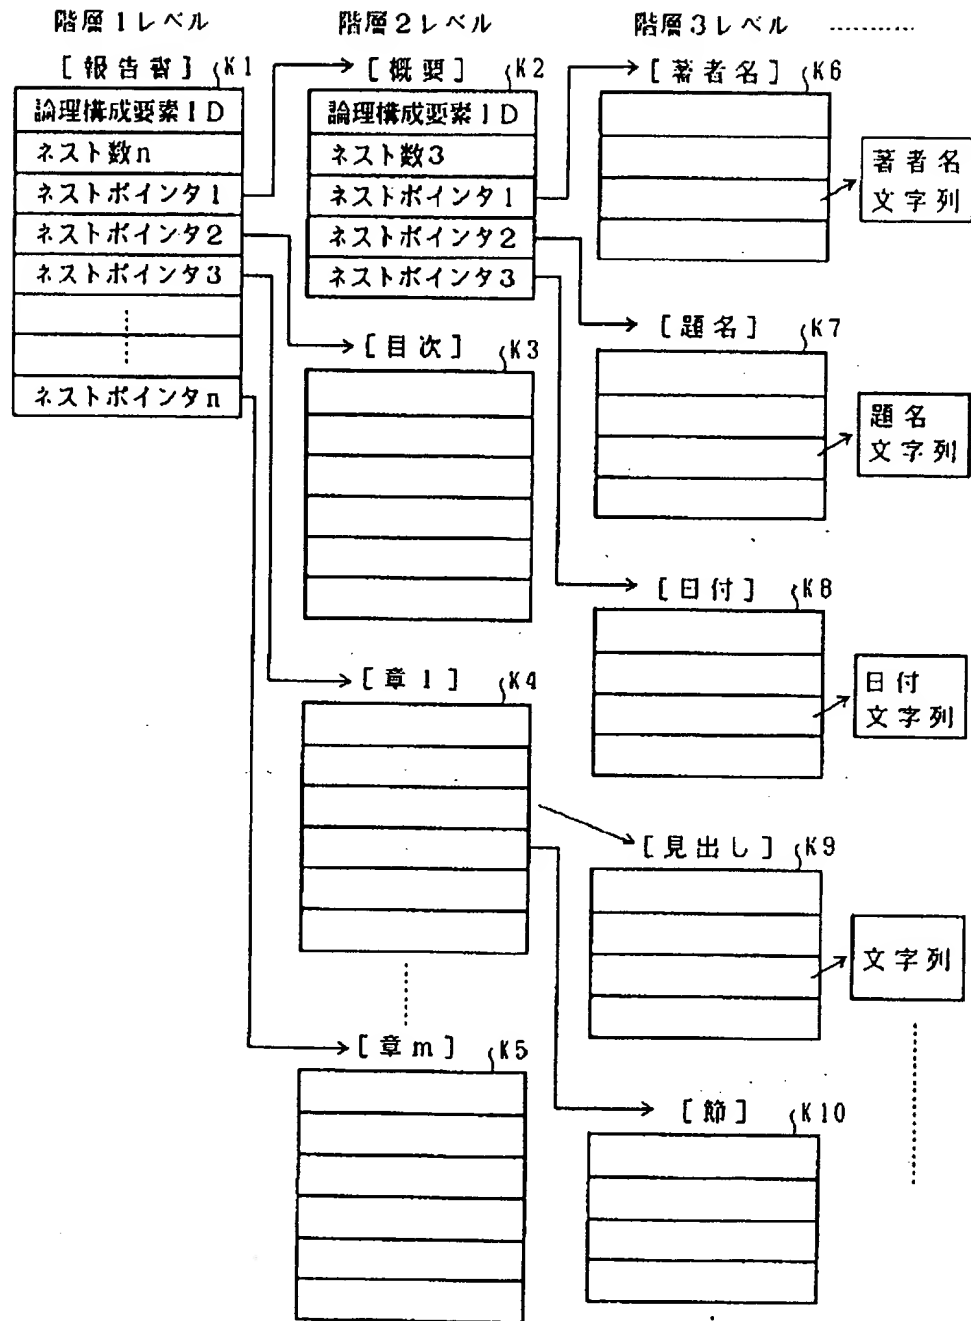 階層1レベル
階層2レベル
階層3レベル …………
[報告書] K1
論理構成要素ID
ネスト数n
ネストポインタ1
ネストポインタ2
ネストポインタ3
ネストポインタn
[概要] K2
論理構成要素ID
ネスト数3
ネストポインタ1
ネストポインタ2
ネストポインタ3
[目次] K3
[章1] K4
[章m] K5
[著者名] K6
著者名
文字列
[題名] K7
題名
文字列
[日付] K8
日付
文字列
[見出し] K9
文字列
[節] K10